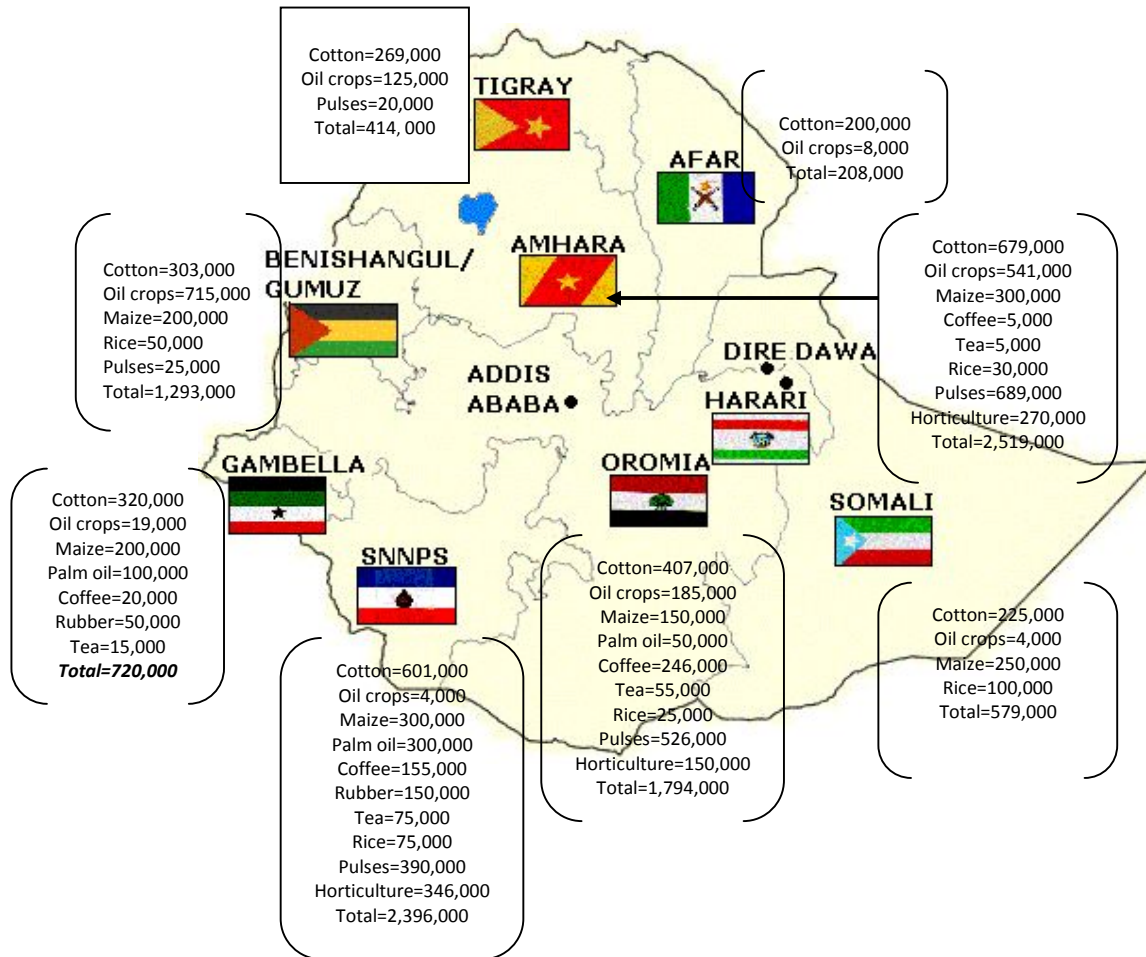 Cotton=269,000
Oil crops=125,000
Pulses=20,000
Total=414, 000
TIGRAY
Cotton=200,000
Oil crops=8,000
Total=208,000
AFAR
Cotton=303,000
Oil crops=715,000
Maize=200,000
Rice=50,000
Pulses=25,000
Total=1,293,000
BENISHANGUL/
GUMUZ
AMHARA
Cotton=679,000
Oil crops=541,000
Maize=300,000
Coffee=5,000
Tea=5,000
Rice=30,000
Pulses=689,000
Horticulture=270,000
Total=2,519,000
DIRE DAWA
ADDIS
ABABA
HARARI
GAMBELLA
Cotton=320,000
Oil crops=19,000
Maize=200,000
Palm oil=100,000
Coffee=20,000
Rubber=50,000
Tea=15,000
Total=720,000
OROMIA
SOMALI
SNNPS
Cotton=407,000
Oil crops=185,000
Maize=150,000
Palm oil=50,000
Coffee=246,000
Tea=55,000
Rice=25,000
Pulses=526,000
Horticulture=150,000
Total=1,794,000
Cotton=225,000
Oil crops=4,000
Maize=250,000
Rice=100,000
Total=579,000
Cotton=601,000
Oil crops=4,000
Maize=300,000
Palm oil=300,000
Coffee=155,000
Rubber=150,000
Tea=75,000
Rice=75,000
Pulses=390,000
Horticulture=346,000
Total=2,396,000